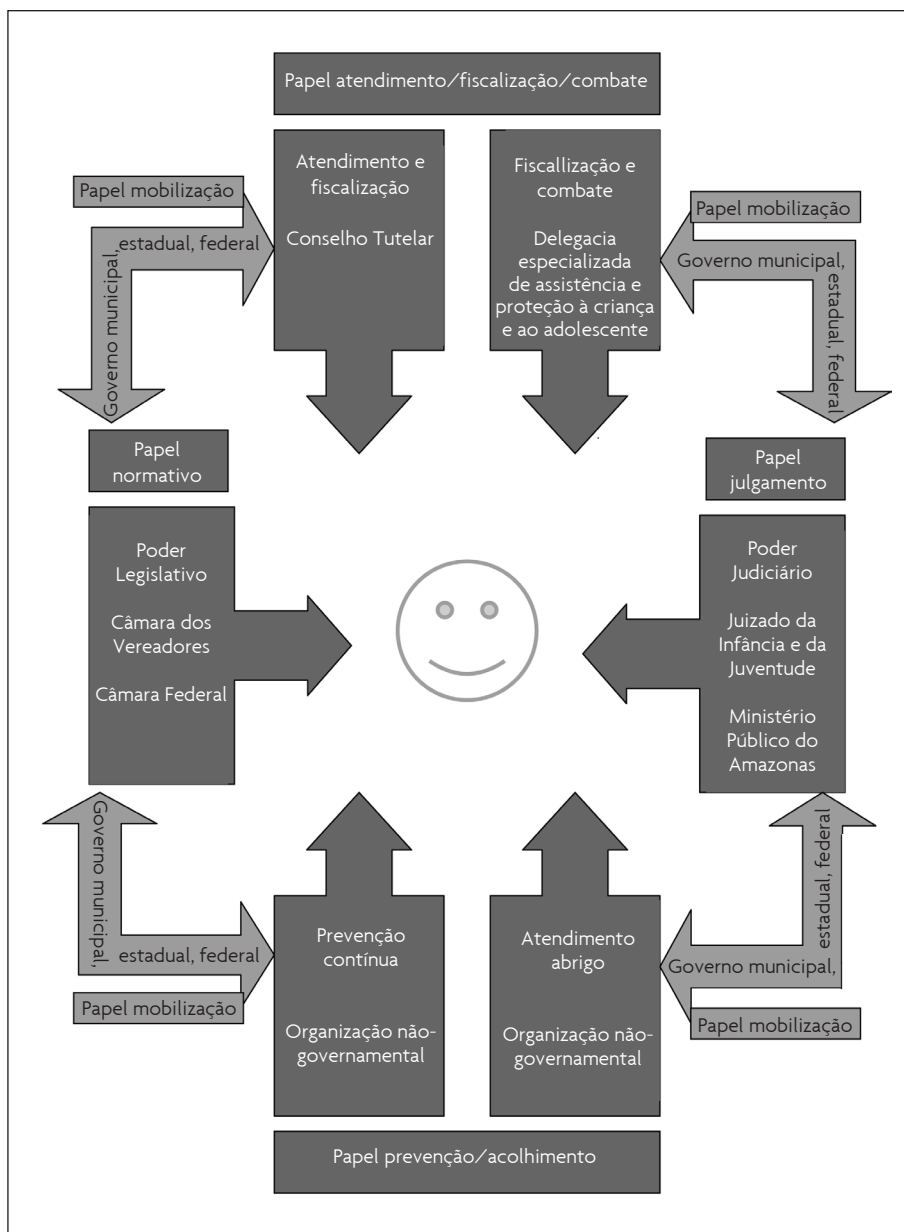 Papel atendimento/fiscalização/combate
Atendimento e
fiscalização
Conselho Tutelar
Fiscallização e
combate
Delegacia
especializada
de assistência e
proteção à criança
e ao adolescente
Papel mobilização
Governo municipal,
estadual, federal
Papel mobilização
Governo municipal,
estadual, federal
Papel
normativo
Poder
Legislativo
Câmara dos
Vereadores
Câmara Federal
Papel
julgamento
Poder
Judiciário
Juizado da
Infância e da
Juventude
Ministério
Público do
Amazonas
Governo municipal,
estadual, federal
Papel mobilização
Prevenção
contínua
Organização não-
governamental
Atendimento
abrigo
Organização não-
governamental
Governo municipal,
estadual, federal
Papel mobilização
Papel prevenção/acolhimento